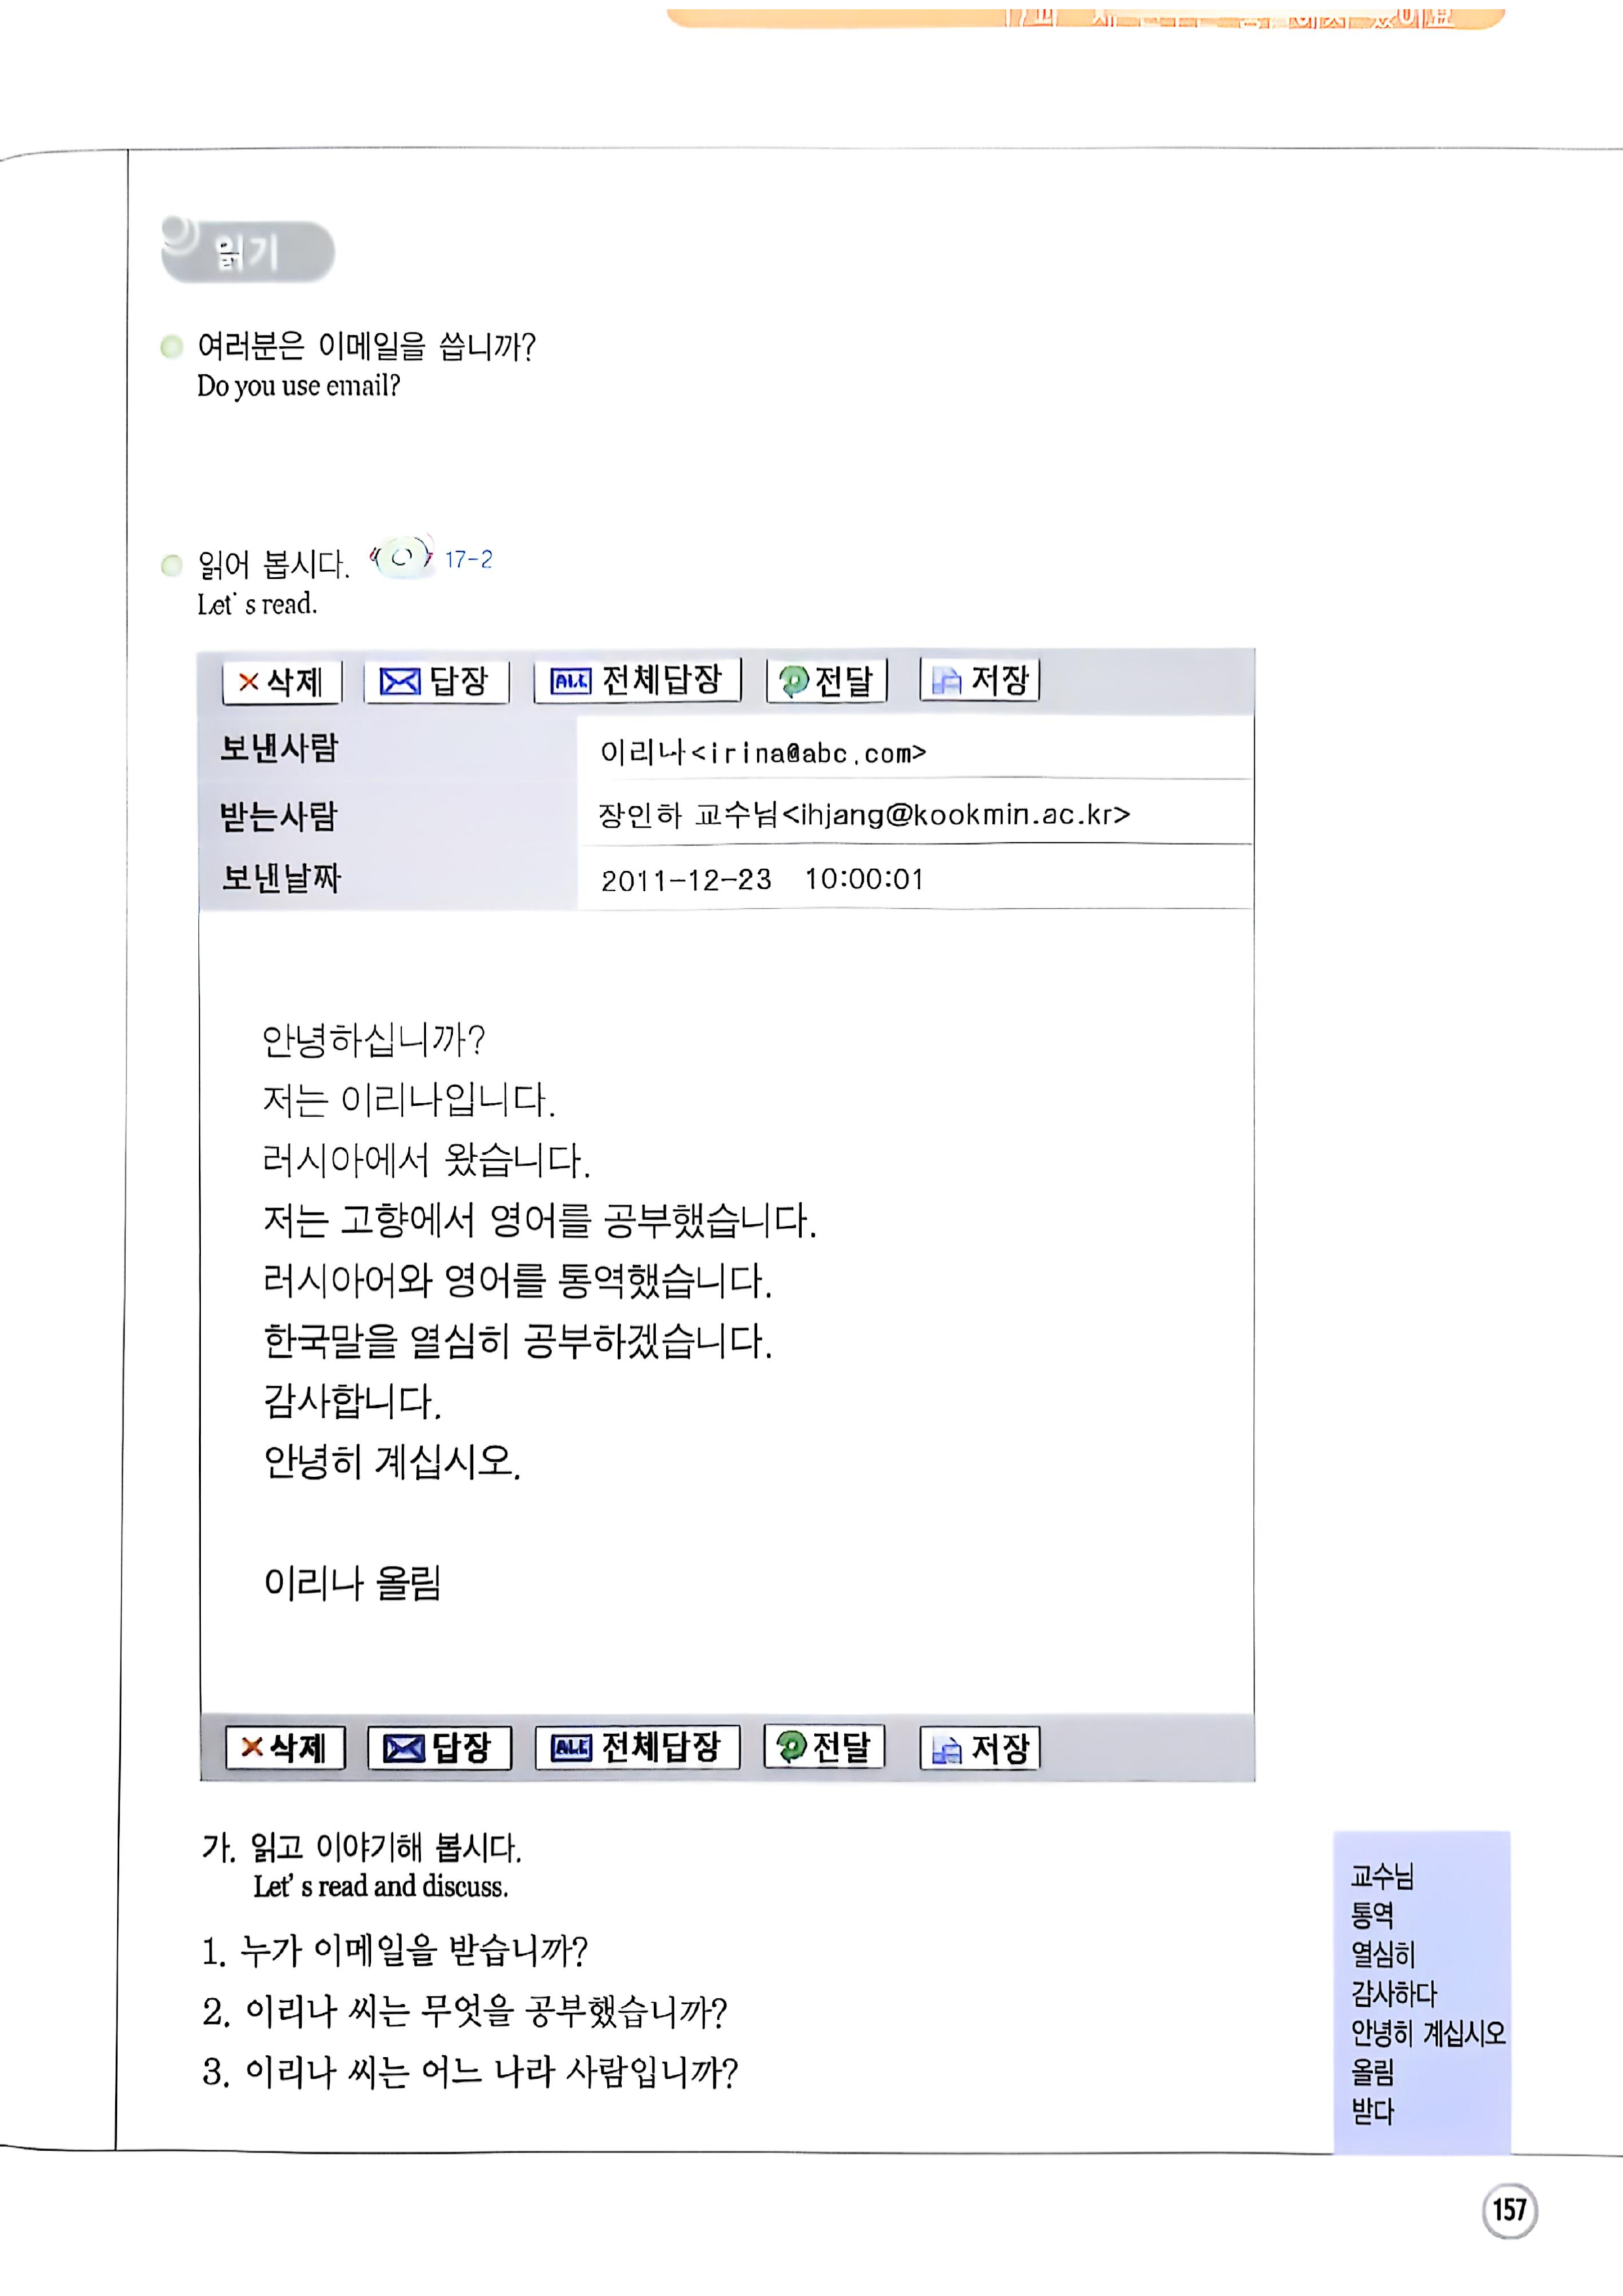 읽기
여러분은 이메일을 씁니까?
Do you use email?
읽어 봅시다. 17-2
Let's read.
삭제 답장 ALL 전체답장 전달 저장
보낸사람 이리나<irina@abc.com>
받는사람 장인하 교수님<ihjang@kookmin.ac.kr>
보낸날짜 2011-12-23 10:00:01
안녕하십니까?
저는 이리나입니다.
러시아에서 왔습니다.
저는 고향에서 영어를 공부했습니다.
러시아어와 영어를 통역했습니다.
한국말을 열심히 공부하겠습니다.
감사합니다.
안녕히 계십시오.
이리나 올림
삭제 답장 ALL 전체답장 전달 저장
가. 읽고 이야기해 봅시다.
Let's read and discuss.
1. 누가 이메일을 받습니까?
2. 이리나 씨는 무엇을 공부했습니까?
3. 이리나 씨는 어느 나라 사람입니까?
교수님
통역
열심히
감사하다
안녕히 계십시오
올림
받다
157